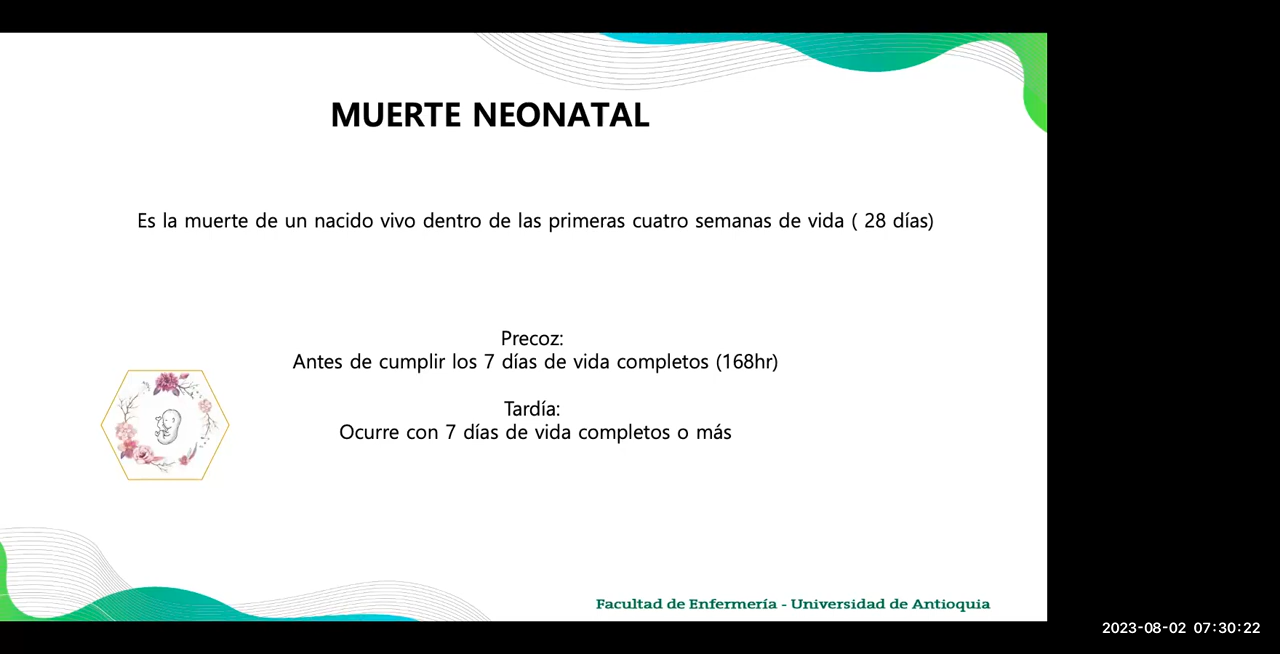 MUERTE NEONATAL
Es la muerte de un nacido vivo dentro de las primeras cuatro semanas de vida ( 28 días)
Precoz:
Antes de cumplir los 7 días de vida completos (168hr)
Tardía:
Ocurre con 7 días de vida completos o más
Facultad de Enfermería - Universidad de Antioquia
2023-08-02 07:30:22